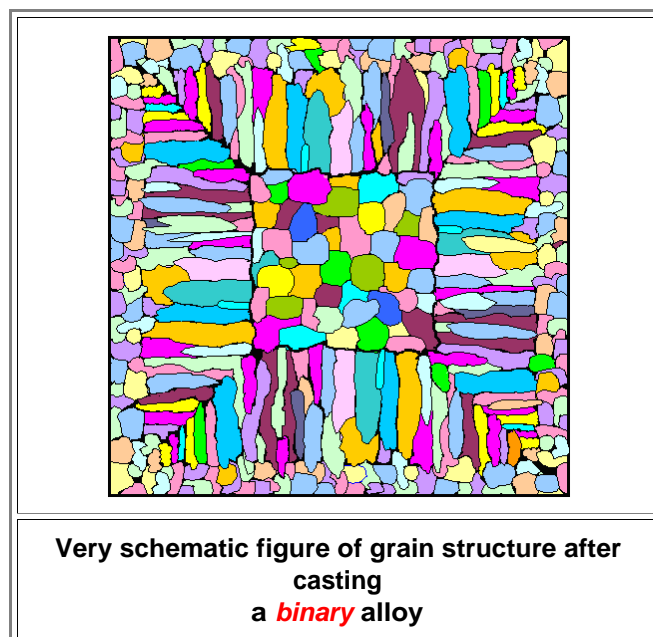 Very schematic figure of grain structure after
casting
a binary alloy